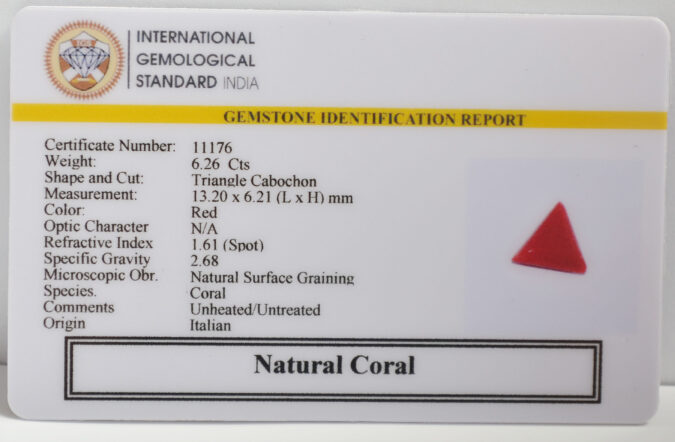 INTERNATIONAL
GEMOLOGICAL
STANDARD INDIA
GEMSTONE IDENTIFICATION REPORT
Certificate Number: 11176
Weight: 6.26 Cts
Shape and Cut: Triangle Cabochon
Measurement: 13.20 x 6.21 (L x H) mm
Color: Red
Optic Character N/A
Refractive Index 1.61 (Spot)
Specific Gravity 2.68
Microscopic Obr. Natural Surface Graining
Species. Coral
Comments Unheated/Untreated
Origin Italian
Natural Coral